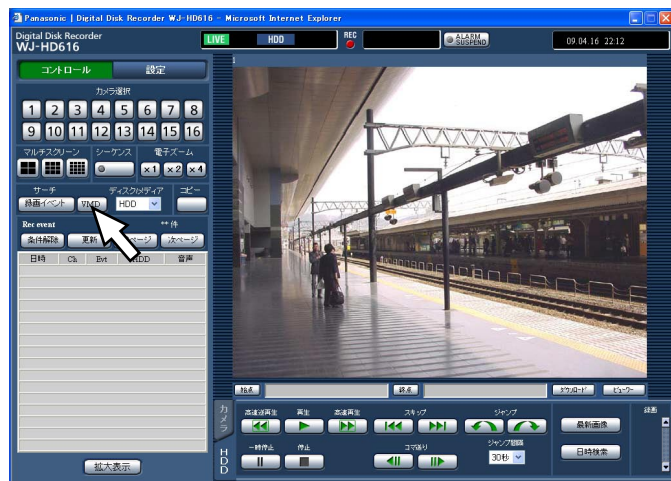 Panasonic | Digital Disk Recorder WJ-HD616 - Microsoft Internet Explorer
Digital Disk Recorder
WJ-HD616
LIVE HDD REC ALARM SUSPEND 09.04.16 22:12
コントロール 設定
カメラ選択
1 2 3 4 5 6 7 8
9 10 11 12 13 14 15 16
マルチスクリーン シーケンス 電子ズーム
×1 ×2 ×4
サーチ ディスク/メディア コピー
録画イベント VMD HDD
Rec event **件
条件解除 更新 ページ 次ページ
日時 Ch Evt HDD 音声
拡大表示
始点 終点 ダウンロード ビューワー
カメラ
HDD
高速逆再生 再生 高速再生 スキップ ジャンプ 録画
最新画像
一時停止 停止 コマ送り ジャンプ間隔
30秒 日時検索